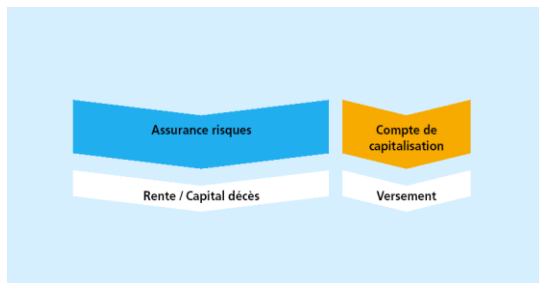 Assurance risques
Compte de
capitalisation
Rente / Capital décès
Versement